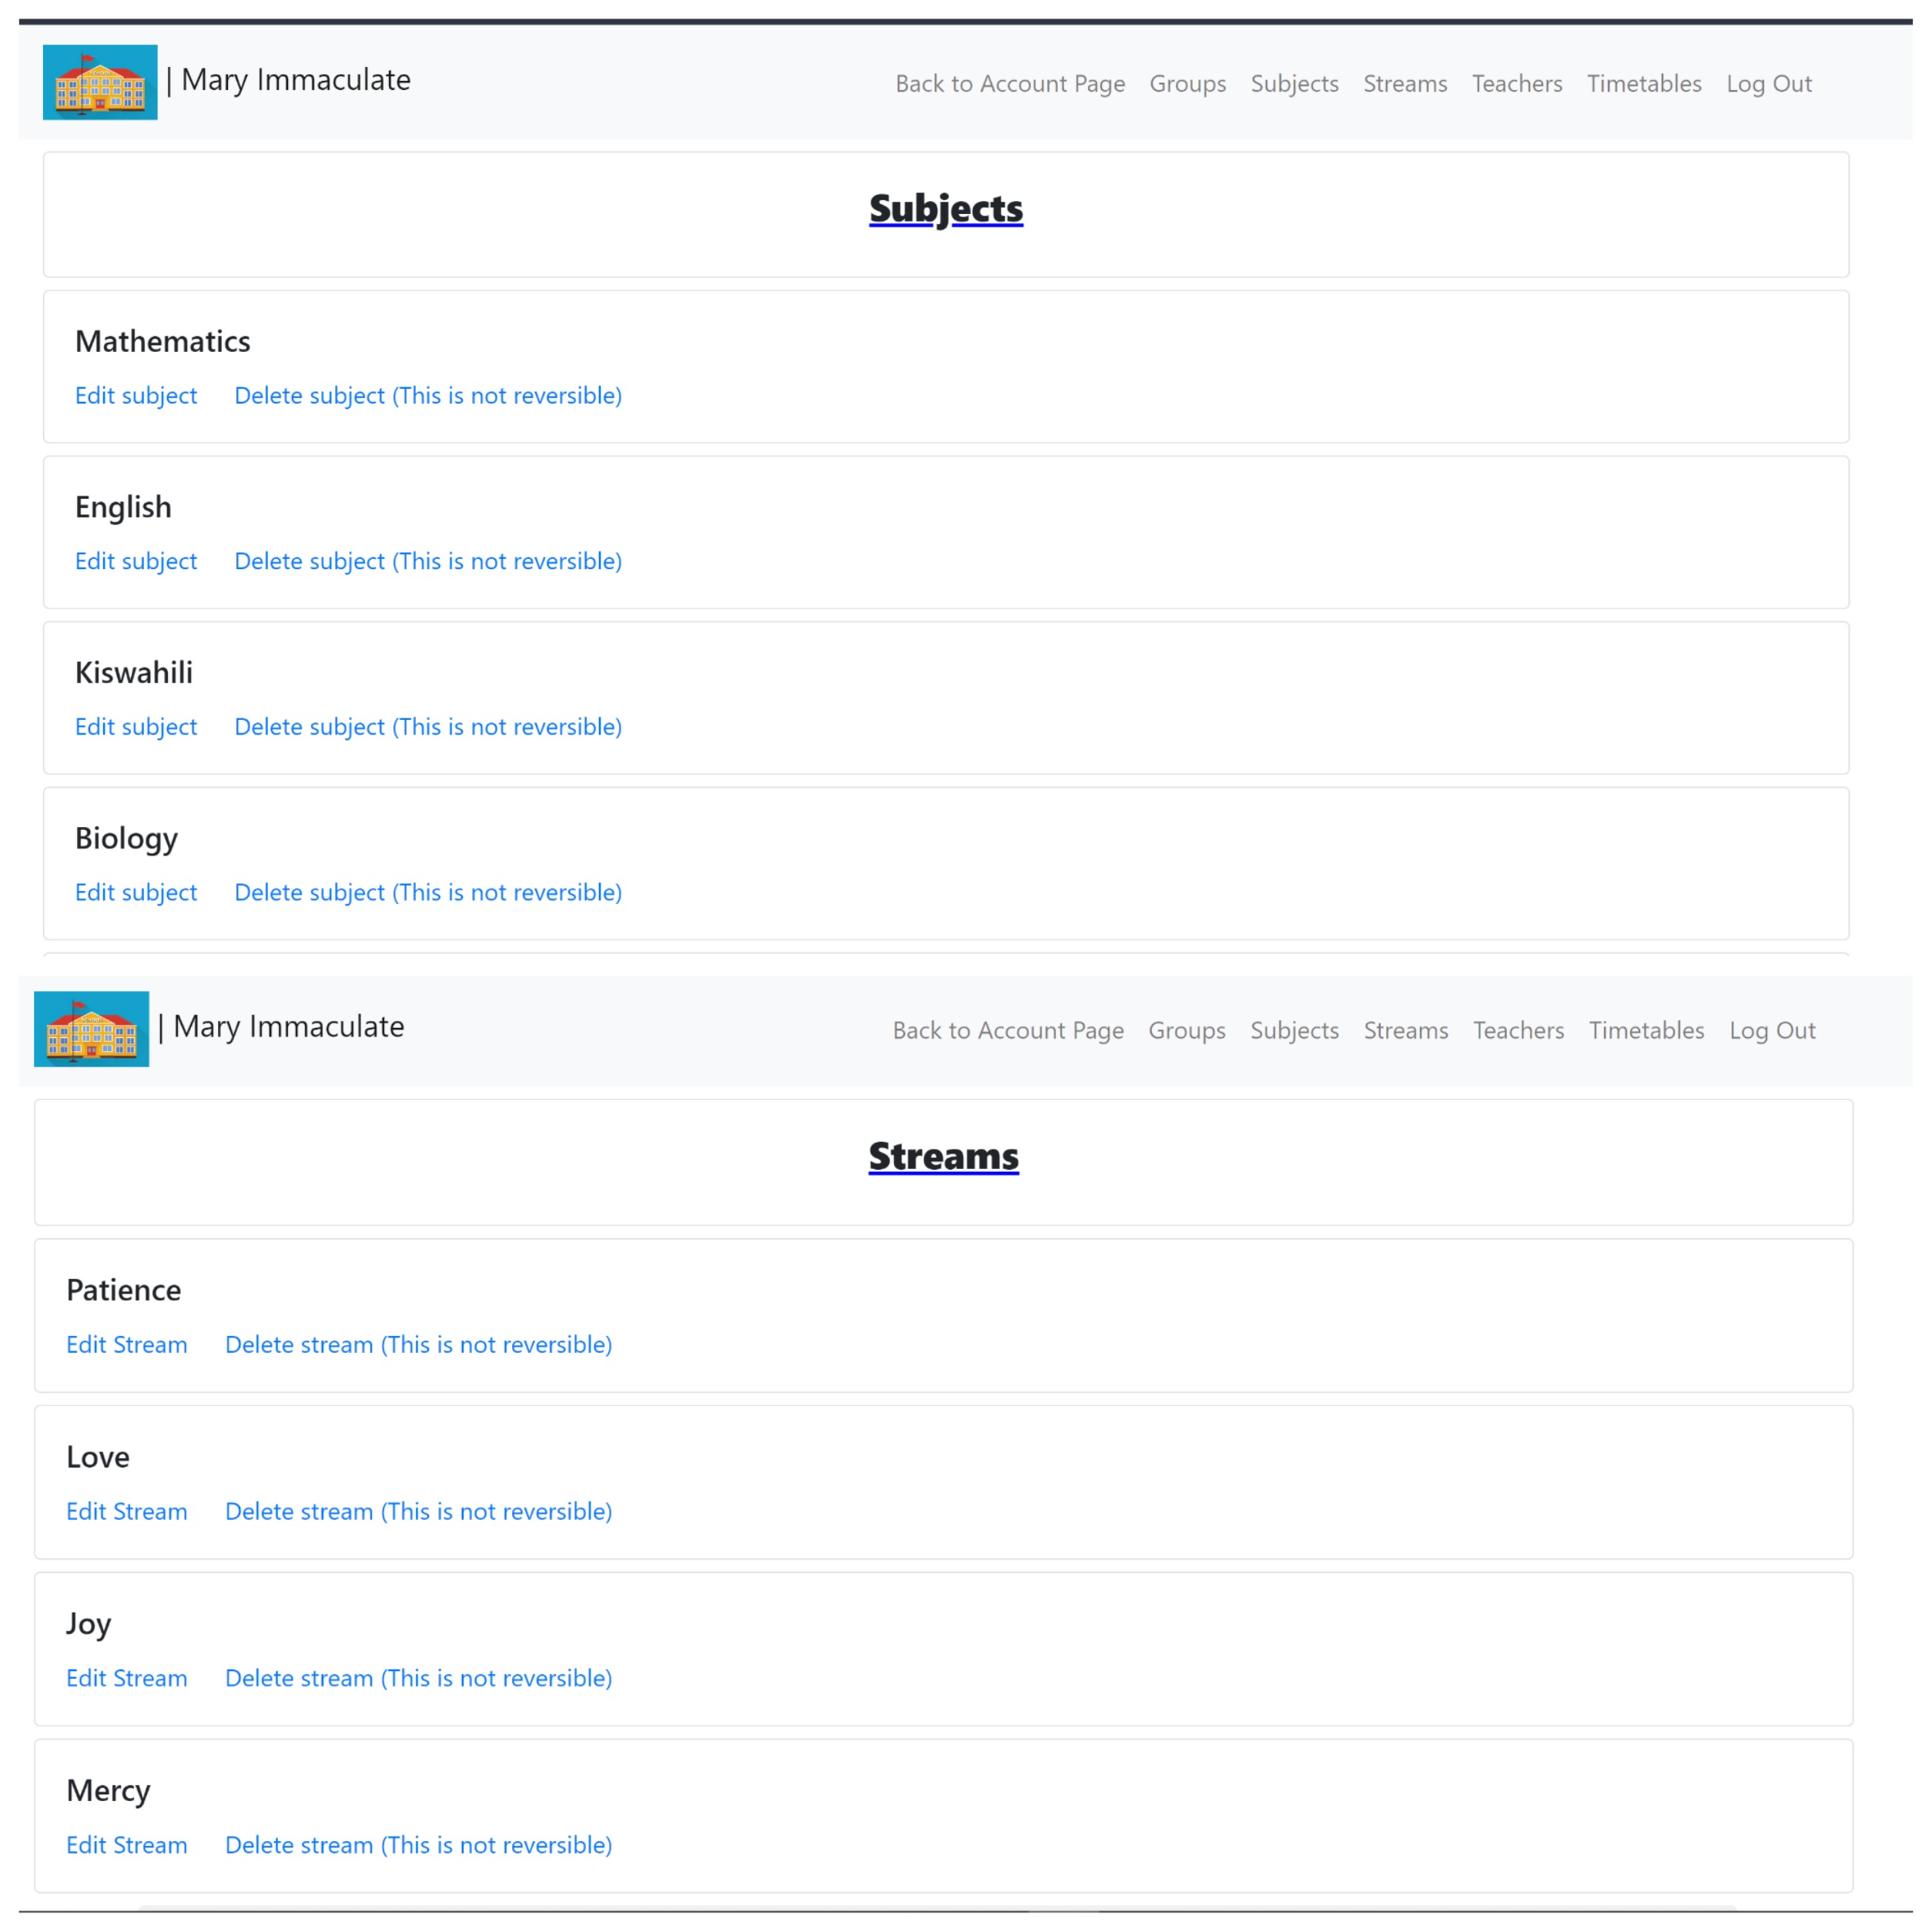 | Mary Immaculate
Back to Account Page Groups Subjects Streams Teachers Timetables Log Out
Subjects
Mathematics
Edit subject Delete subject (This is not reversible)
English
Edit subject Delete subject (This is not reversible)
Kiswahili
Edit subject Delete subject (This is not reversible)
Biology
Edit subject Delete subject (This is not reversible)
| Mary Immaculate
Back to Account Page Groups Subjects Streams Teachers Timetables Log Out
Streams
Patience
Edit Stream Delete stream (This is not reversible)
Love
Edit Stream Delete stream (This is not reversible)
Joy
Edit Stream Delete stream (This is not reversible)
Mercy
Edit Stream Delete stream (This is not reversible)